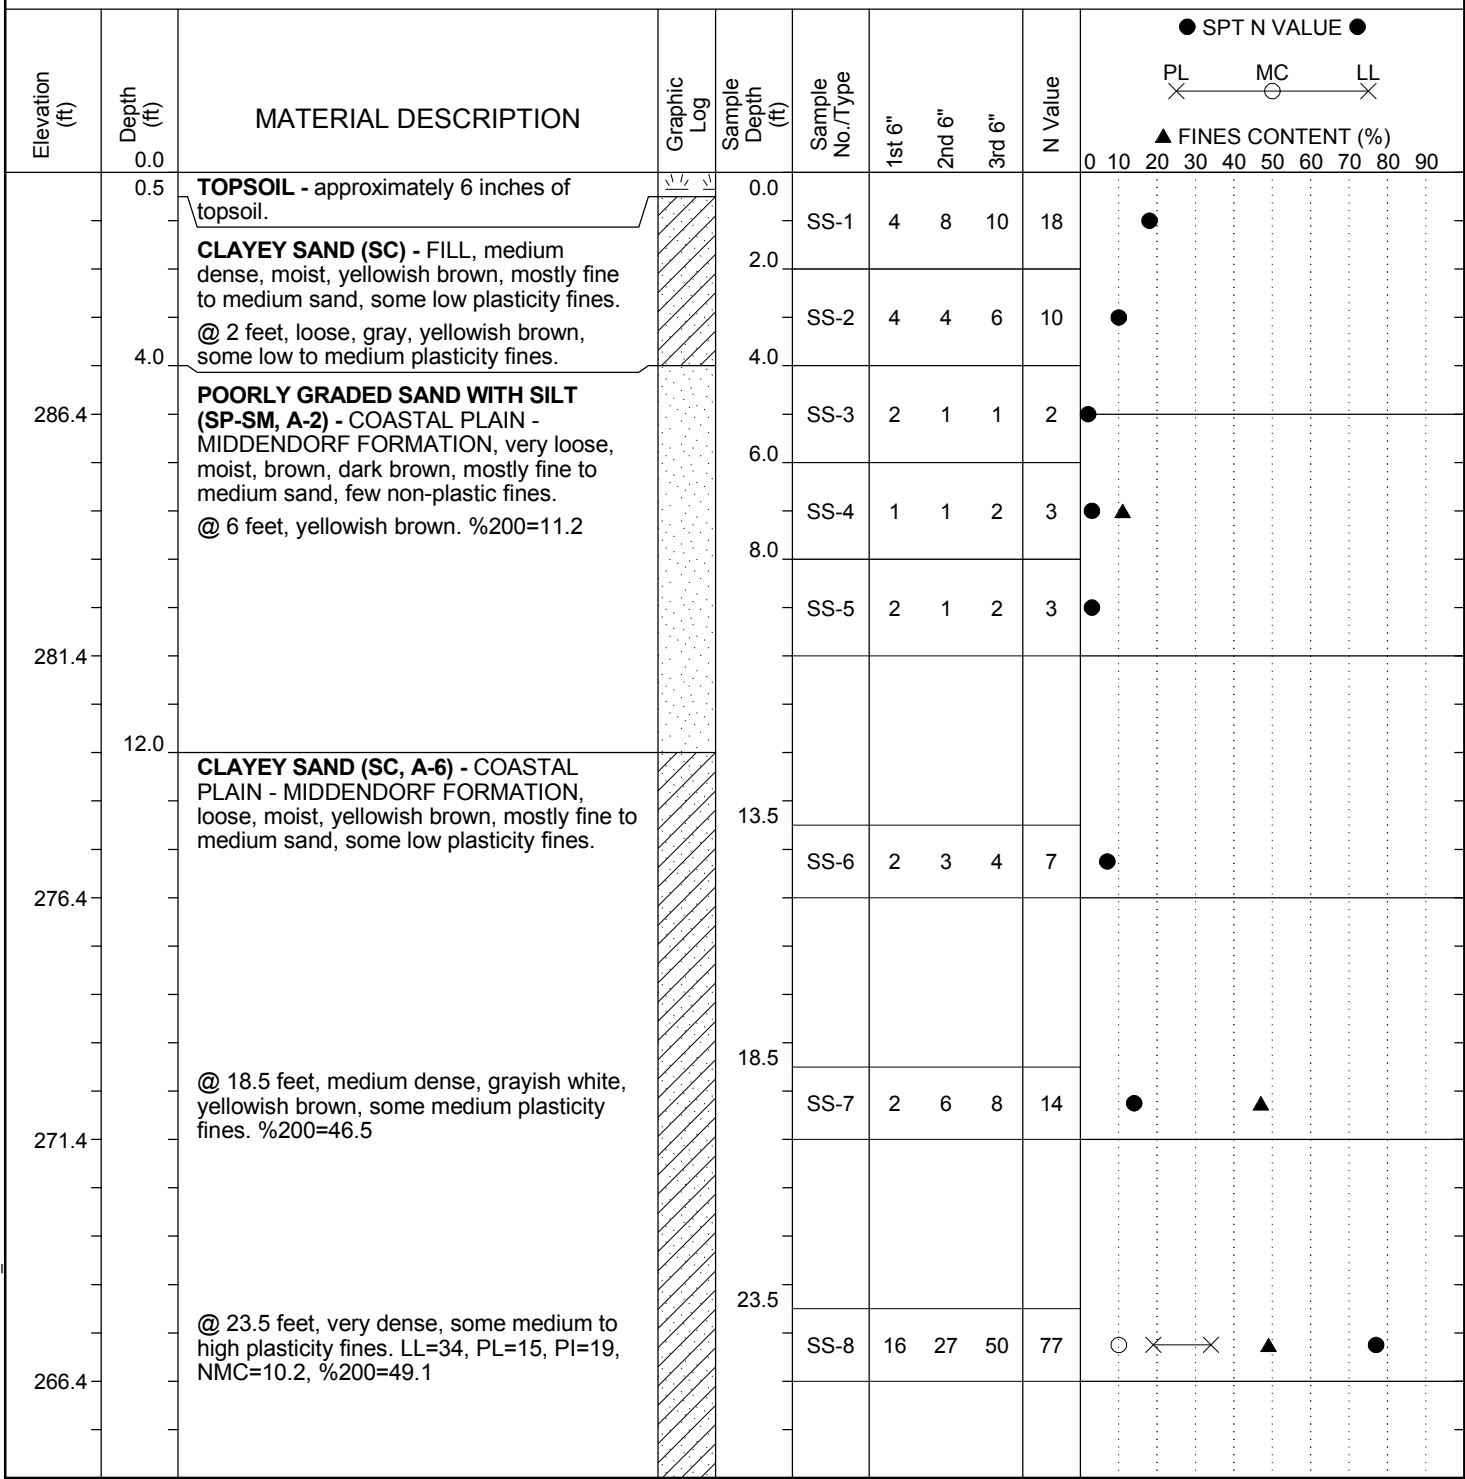 ● SPT N VALUE ●
PL MC LL
▲ FINES CONTENT (%)
0 10 20 30 40 50 60 70 80 90
Elevation
(ft)
Depth
(ft)
0.0
MATERIAL DESCRIPTION
Graphic
Log
Sample
Depth
(ft)
Sample
No./Type
1st 6"
2nd 6"
3rd 6"
N Value
0.5
TOPSOIL - approximately 6 inches of
topsoil.
0.0
SS-1 4 8 10 18
CLAYEY SAND (SC) - FILL, medium
dense, moist, yellowish brown, mostly fine
to medium sand, some low plasticity fines.
2.0
@ 2 feet, loose, gray, yellowish brown,
some low to medium plasticity fines.
SS-2 4 4 6 10
4.0
4.0
POORLY GRADED SAND WITH SILT
(SP-SM, A-2) - COASTAL PLAIN -
MIDDENDORF FORMATION, very loose,
moist, brown, dark brown, mostly fine to
medium sand, few non-plastic fines.
286.4
SS-3 2 1 1 2
6.0
@ 6 feet, yellowish brown. %200=11.2
SS-4 1 1 2 3
8.0
SS-5 2 1 2 3
281.4
12.0
CLAYEY SAND (SC, A-6) - COASTAL
PLAIN - MIDDENDORF FORMATION,
loose, moist, yellowish brown, mostly fine to
medium sand, some low plasticity fines.
13.5
SS-6 2 3 4 7
276.4
18.5
@ 18.5 feet, medium dense, grayish white,
yellowish brown, some medium plasticity
fines. %200=46.5
SS-7 2 6 8 14
271.4
23.5
@ 23.5 feet, very dense, some medium to
high plasticity fines. LL=34, PL=15, PI=19,
NMC=10.2, %200=49.1
SS-8 16 27 50 77
266.4